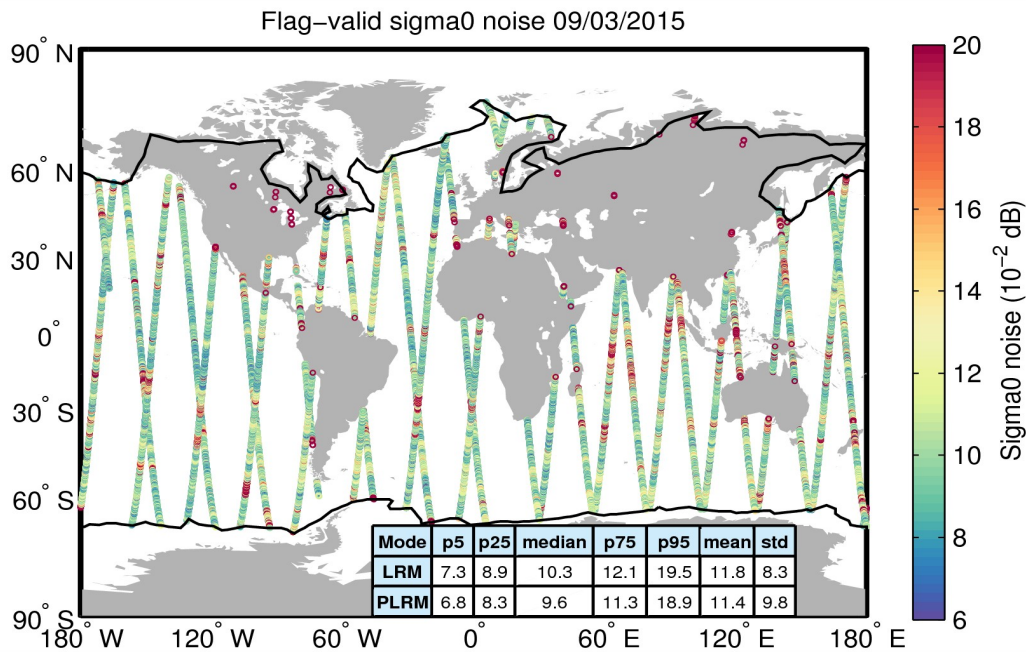 Flag−valid sigma0 noise 09/03/2015
90° N
60° N
30° N
0°
30° S
60° S
90° S
180° W
120° W
60° W
0°
60° E
120° E
180° E
Mode p5 p25 median p75 p95 mean std
LRM 7.3 8.9 10.3 12.1 19.5 11.8 8.3
PLRM 6.8 8.3 9.6 11.3 18.9 11.4 9.8
20
18
16
14
12
10
8
6
Sigma0 noise (10⁻² dB)